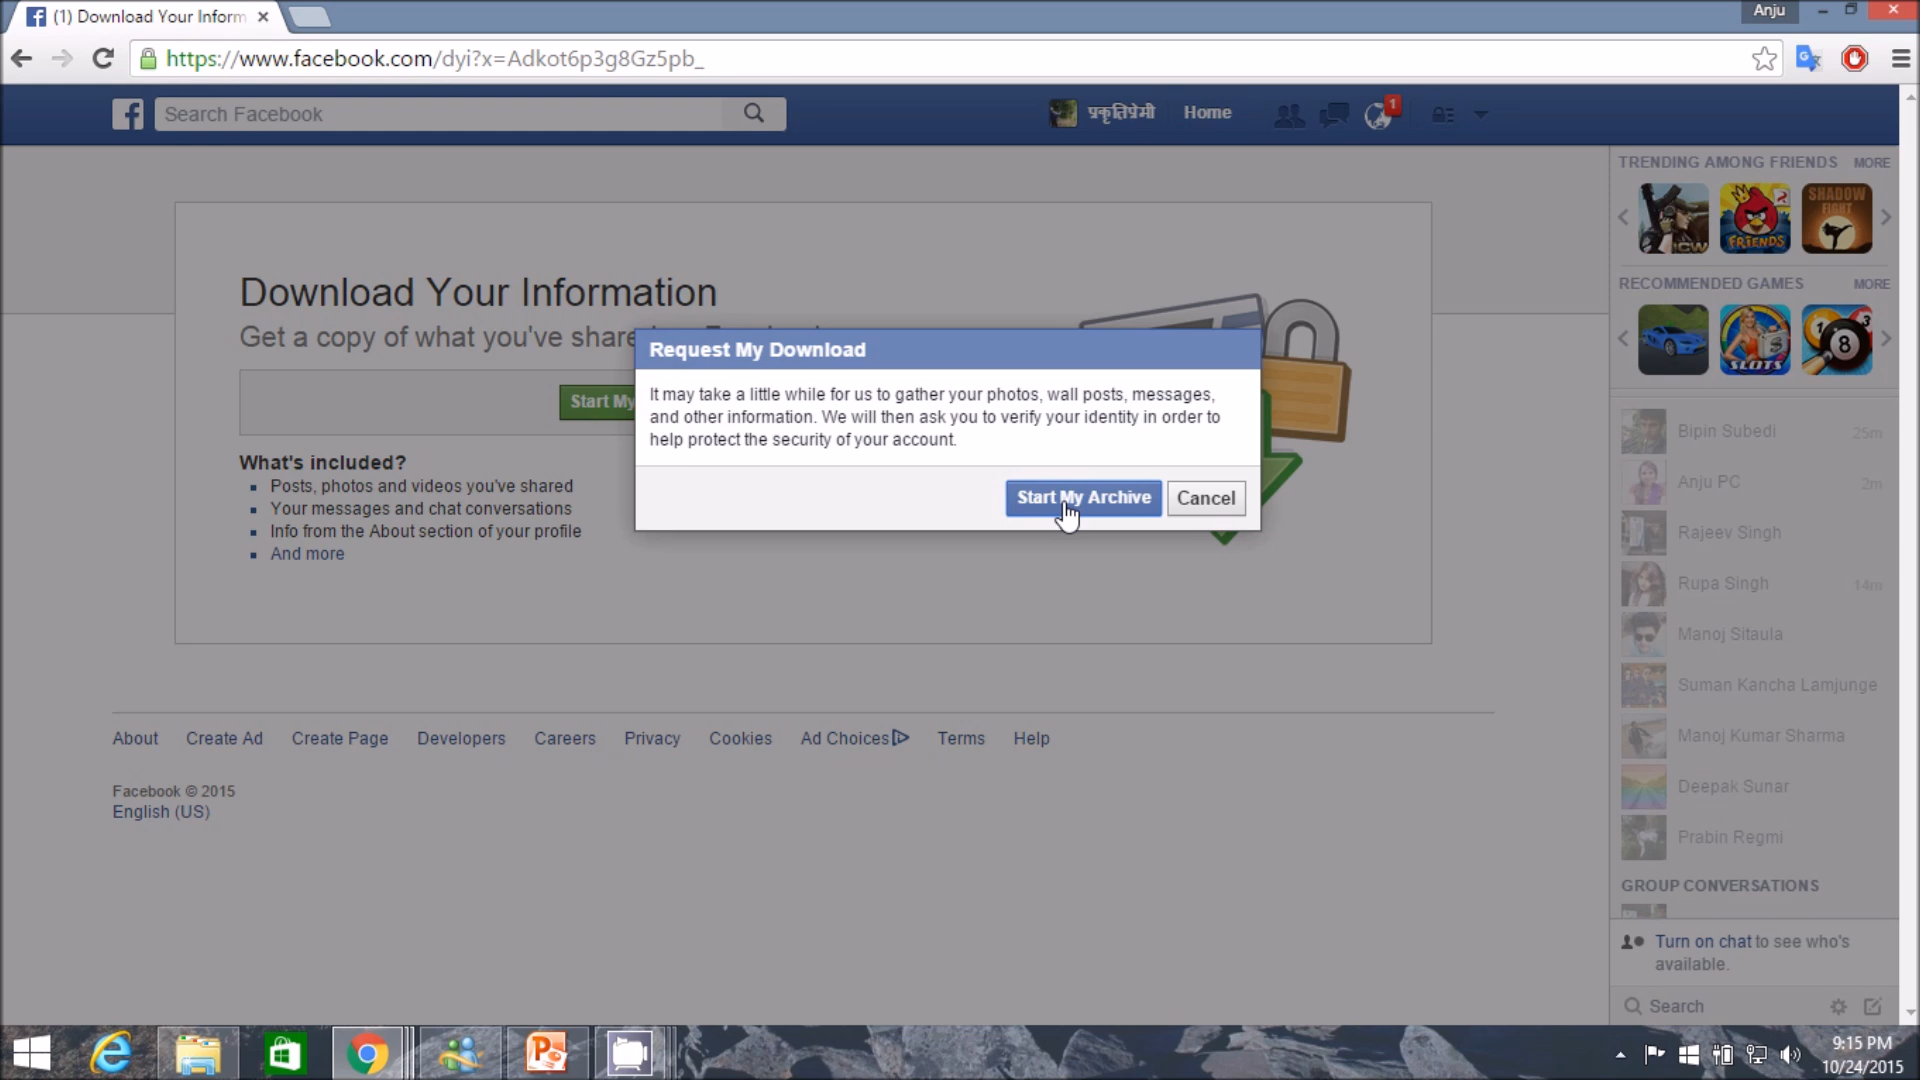 (1) Download Your Inform
Anju
https://www.facebook.com/dyi?x=Adkot6p3g8Gz5pb_
Search Facebook
प्रकृतिप्रेमी
Home
1
TRENDING AMONG FRIENDS MORE
ICW
FRIENDS
SHADOW
FIGHT
RECOMMENDED GAMES MORE
SLOTS
8
Download Your Information
Get a copy of what you've share
Start My
Request My Download
It may take a little while for us to gather your photos, wall posts, messages,
and other information. We will then ask you to verify your identity in order to
help protect the security of your account.
Start My Archive
Cancel
What's included?
Posts, photos and videos you've shared
Your messages and chat conversations
Info from the About section of your profile
And more
Bipin Subedi 25m
Anju PC 2m
Rajeev Singh
Rupa Singh 14m
Manoj Sitaula
Suman Kancha Lamjunge
Manoj Kumar Sharma
Deepak Sunar
Prabin Regmi
GROUP CONVERSATIONS
Turn on chat to see who's
available.
Search
About Create Ad Create Page Developers Careers Privacy Cookies Ad Choices Terms Help
Facebook © 2015
English (US)
9:15 PM
10/24/2015